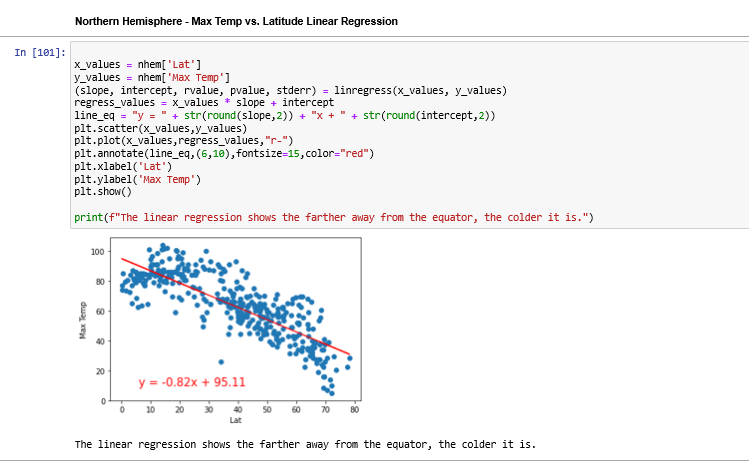 Northern Hemisphere - Max Temp vs. Latitude Linear Regression
In [101]:
x_values = nhem['Lat']
y_values = nhem['Max Temp']
(slope, intercept, rvalue, pvalue, stderr) = linregress(x_values, y_values)
regress_values = x_values * slope + intercept
line_eq = "y = " + str(round(slope,2)) + "x + " + str(round(intercept,2))
plt.scatter(x_values,y_values)
plt.plot(x_values,regress_values,"r-")
plt.annotate(line_eq,(6,10),fontsize=15,color="red")
plt.xlabel('Lat')
plt.ylabel('Max Temp')
plt.show()
print(f"The linear regression shows the farther away from the equator, the colder it is.")
100
80
60
40
20
0
Max Temp
y = -0.82x + 95.11
0 10 20 30 40 50 60 70 80
Lat
The linear regression shows the farther away from the equator, the colder it is.